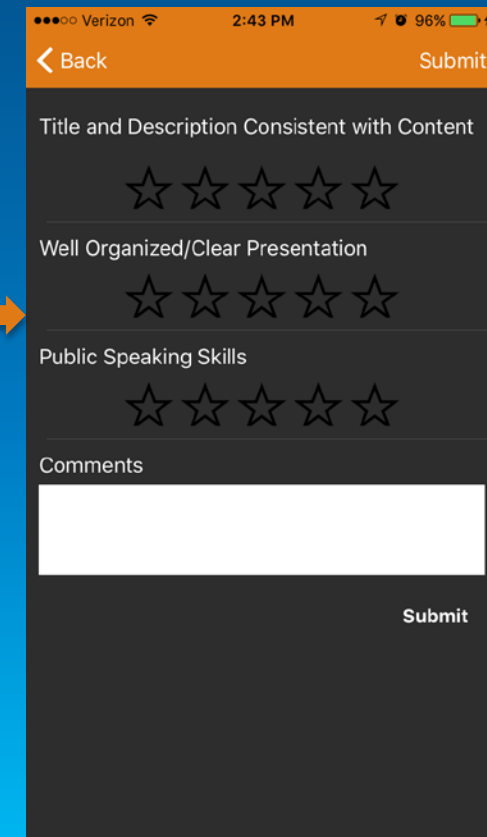 Verizon 2:43 PM 96%
Back Submit
Title and Description Consistent with Content
Well Organized/Clear Presentation
Public Speaking Skills
Comments
Submit